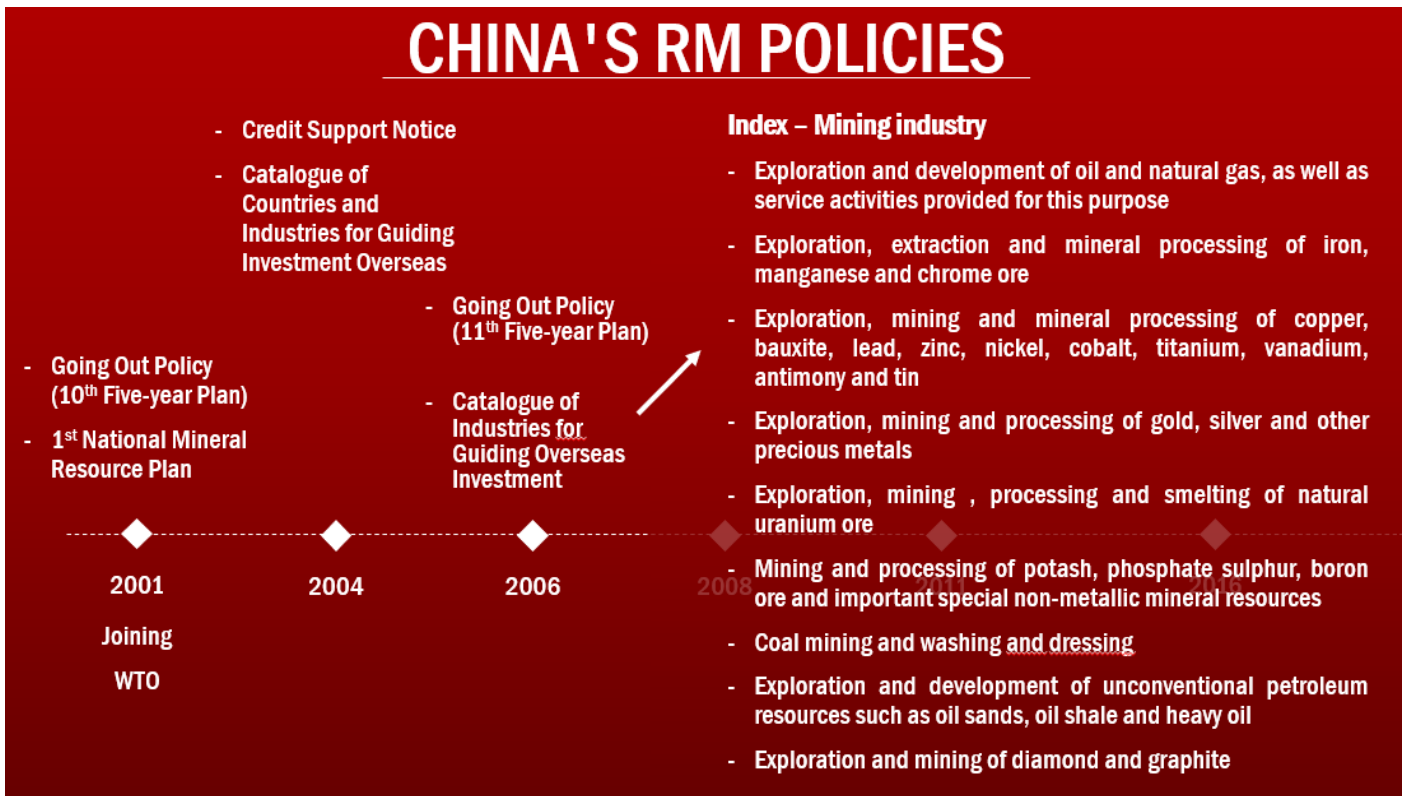 CHINA'S RM POLICIES
- Credit Support Notice
- Catalogue of
Countries and
Industries for Guiding
Investment Overseas
- Going Out Policy
(11th Five-year Plan)
- Going Out Policy
(10th Five-year Plan)
- 1st National Mineral
Resource Plan
- Catalogue of
Industries for
Guiding Overseas
Investment
2001
2004
2006
2008
2011
2016
Joining
WTO
Index – Mining industry
- Exploration and development of oil and natural gas, as well as
service activities provided for this purpose
- Exploration, extraction and mineral processing of iron,
manganese and chrome ore
- Exploration, mining and mineral processing of copper,
bauxite, lead, zinc, nickel, cobalt, titanium, vanadium,
antimony and tin
- Exploration, mining and processing of gold, silver and other
precious metals
- Exploration, mining , processing and smelting of natural
uranium ore
- Mining and processing of potash, phosphate sulphur, boron
ore and important special non-metallic mineral resources
- Coal mining and washing and dressing
- Exploration and development of unconventional petroleum
resources such as oil sands, oil shale and heavy oil
- Exploration and mining of diamond and graphite